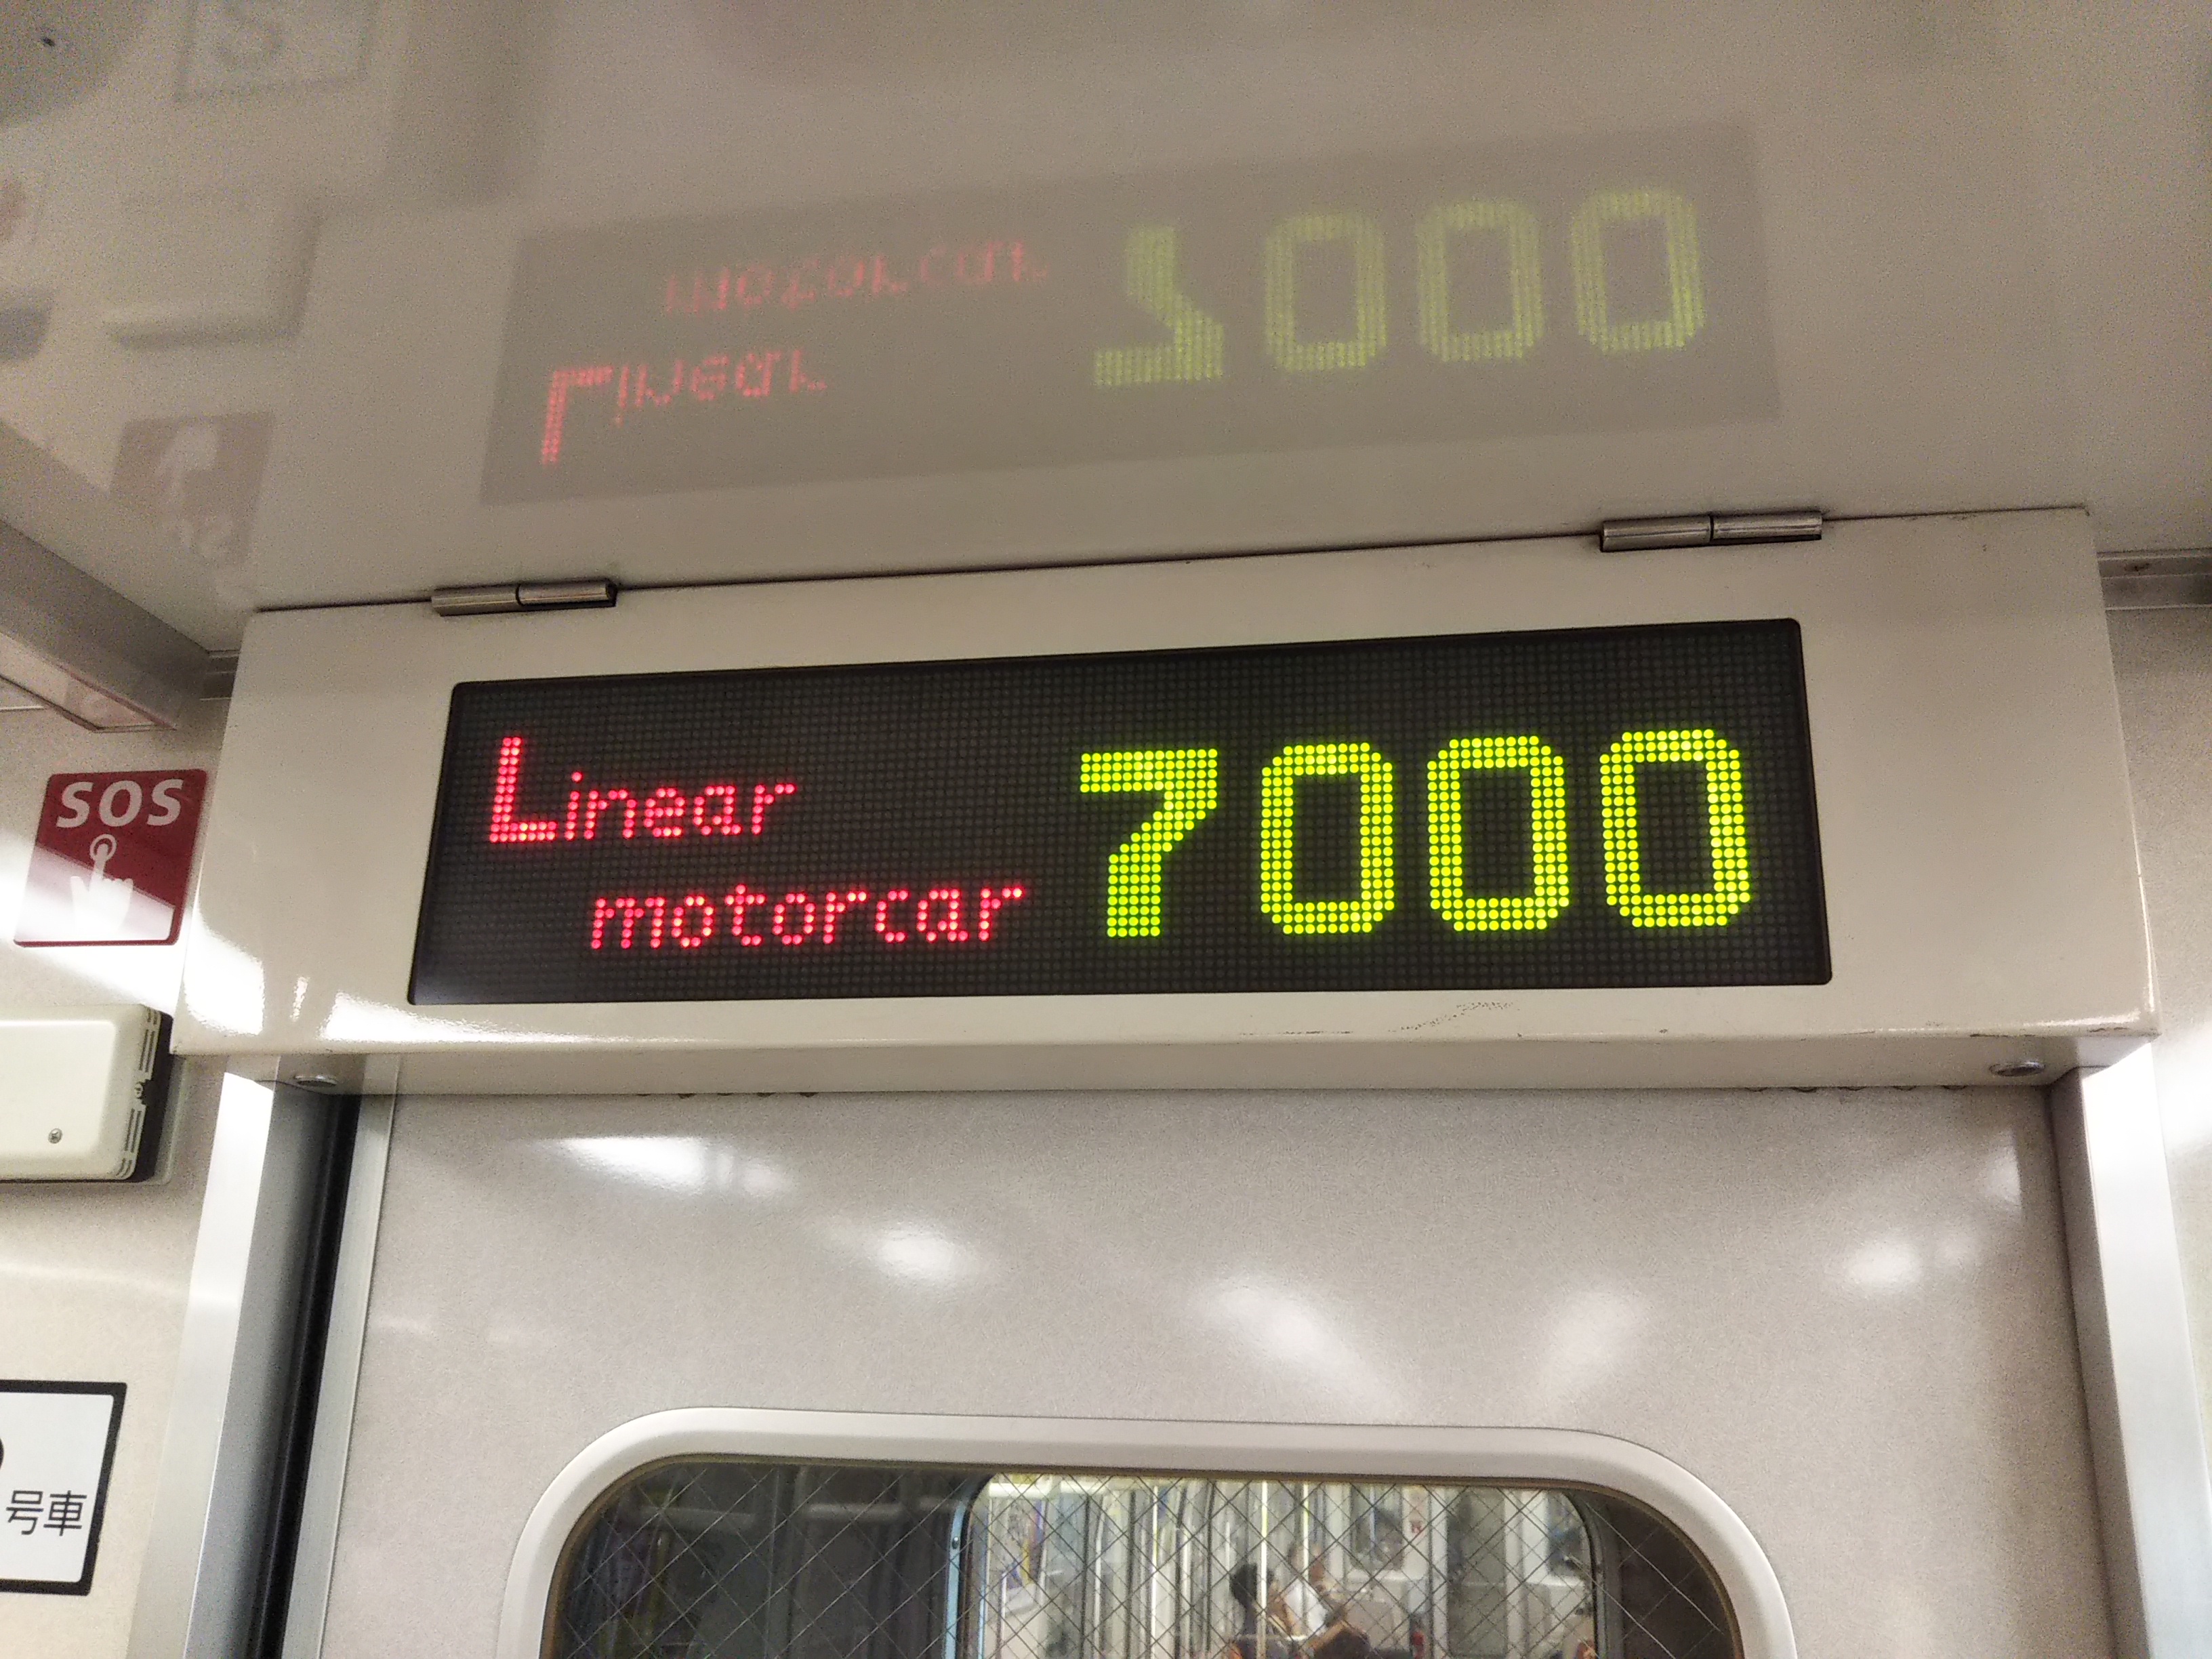 Linear
motorcar
7000
SOS
号車